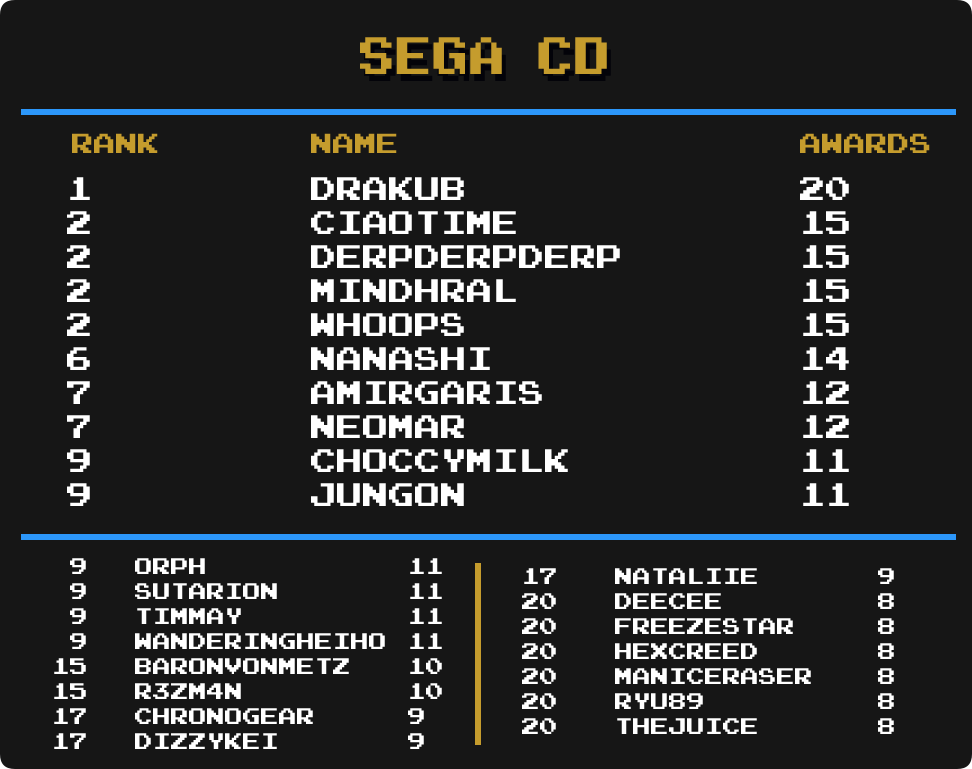 SEGA CD
RANK NAME AWARDS
1 DRAKUB 20
2 CIAOTIME 15
2 DERPDERPDERP 15
2 MINDHRAL 15
2 WHOOPS 15
6 NANASHI 14
7 AMIRGARIS 12
7 NEOMAR 12
9 CHOCCYMILK 11
9 JUNGON 11
9 ORPH 11
9 SUTARION 11
9 TIMMAY 11
9 WANDERINGHEIHO 11
15 BARONVONMETZ 10
15 R3ZM4N 10
17 CHRONOGEAR 9
17 DIZZYKEI 9
17 NATALIIE 9
20 DEECEE 8
20 FREEZESTAR 8
20 HEXCREED 8
20 MANICERASER 8
20 RYU89 8
20 THEJUICE 8